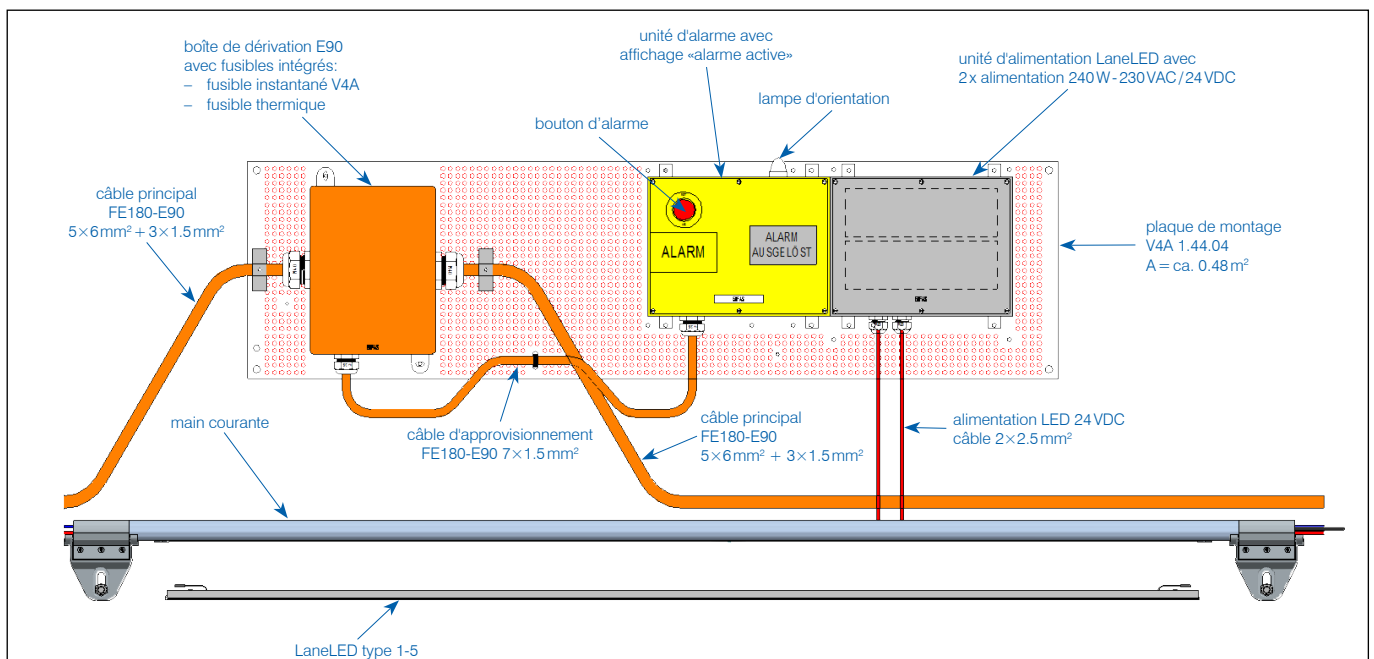 boîte de dérivation E90
avec fusibles intégrés:
– fusible instantané V4A
– fusible thermique
unité d'alarme avec
affichage «alarme active»
unité d'alimentation LaneLED avec
2x alimentation 240W-230VAC/24VDC
lampe d'orientation
bouton d'alarme
câble principal
FE180-E90
5×6mm² + 3×1.5mm²
plaque de montage
V4A 1.44.04
A = ca. 0.48m²
ALARM
ALARM
AUSGELÖST
main courante
câble d'approvisionnement
FE180-E90 7×1.5mm²
câble principal
FE180-E90
5×6mm² + 3×1.5mm²
alimentation LED 24VDC
câble 2×2.5mm²
LaneLED type 1-5